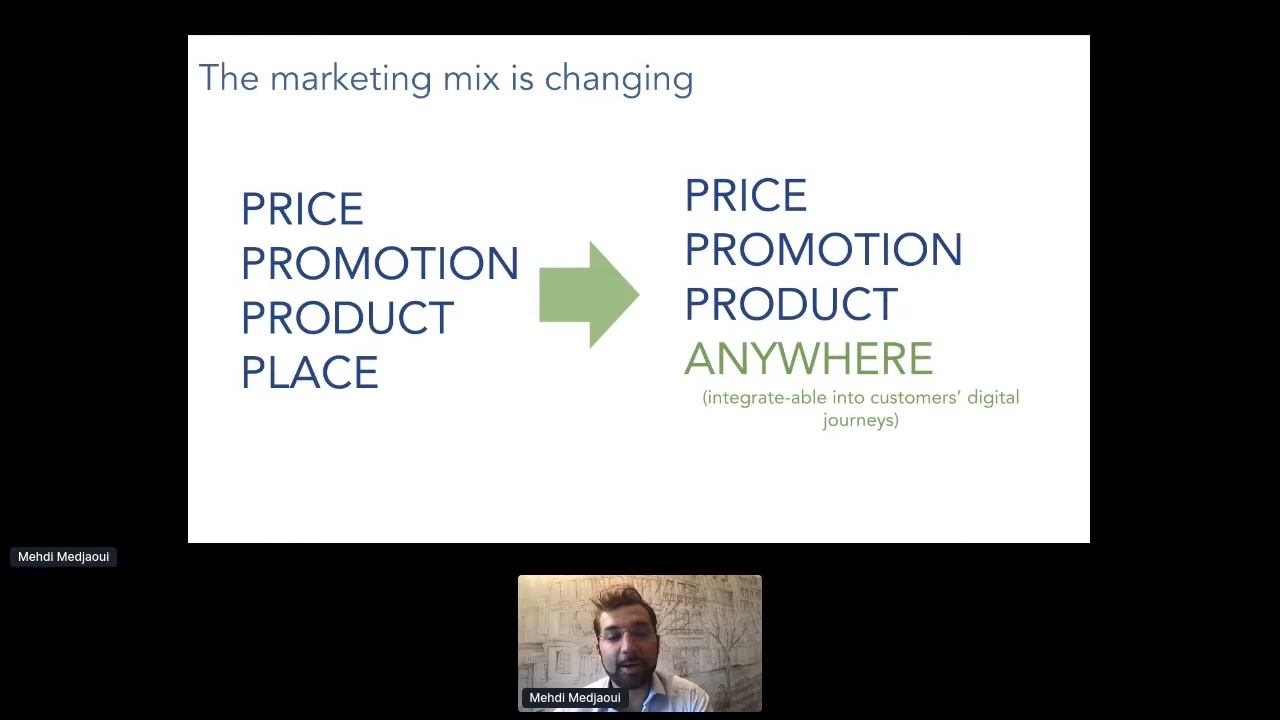 The marketing mix is changing
PRICE
PROMOTION
PRODUCT
PLACE
PRICE
PROMOTION
PRODUCT
ANYWHERE
(integrate-able into customers’ digital
journeys)
Mehdi Medjaoui
Mehdi Medjaoui